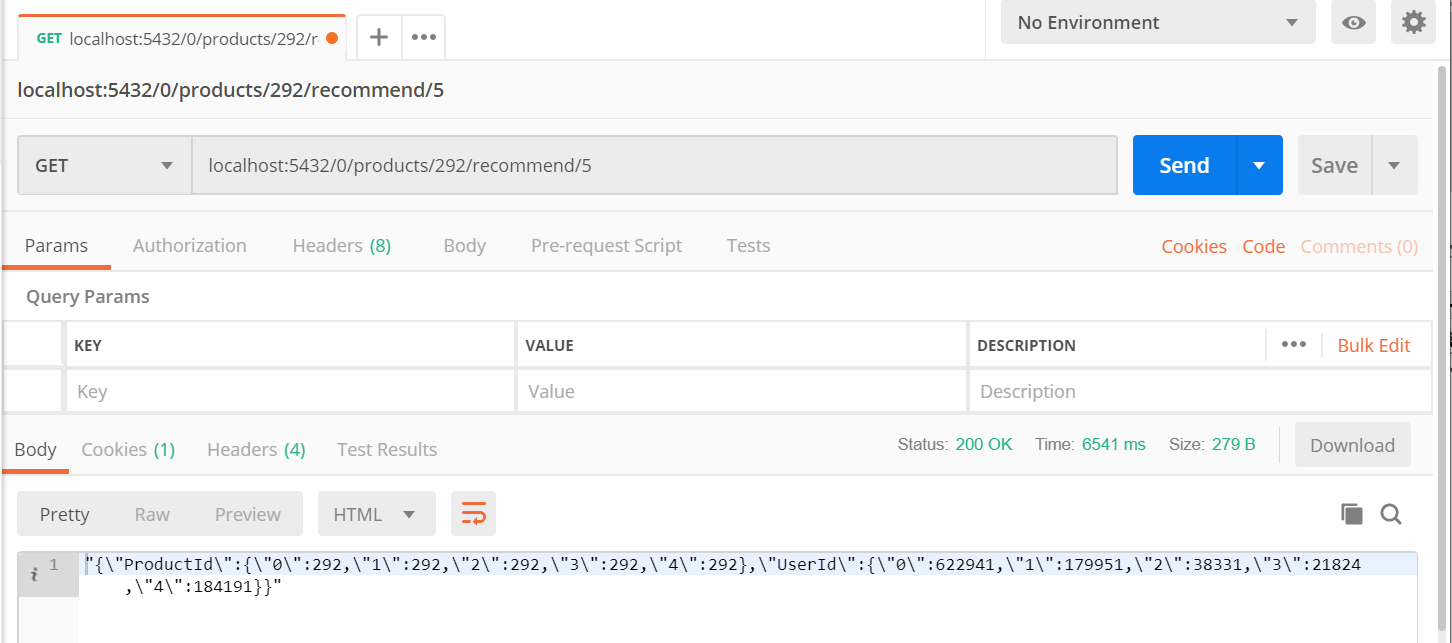 GET localhost:5432/0/products/292/r
No Environment
localhost:5432/0/products/292/recommend/5
GET localhost:5432/0/products/292/recommend/5 Send Save
Params Authorization Headers (8) Body Pre-request Script Tests Cookies Code Comments (0)
Query Params
KEY VALUE DESCRIPTION Bulk Edit
Key Value Description
Body Cookies (1) Headers (4) Test Results Status: 200 OK Time: 6541 ms Size: 279 B Download
Pretty Raw Preview HTML
i 1 "{\"ProductId\":{\"0\":292,\"1\":292,\"2\":292,\"3\":292,\"4\":292},\"UserId\":{\"0\":622941,\"1\":179951,\"2\":38331,\"3\":21824
,\"4\":184191}}"